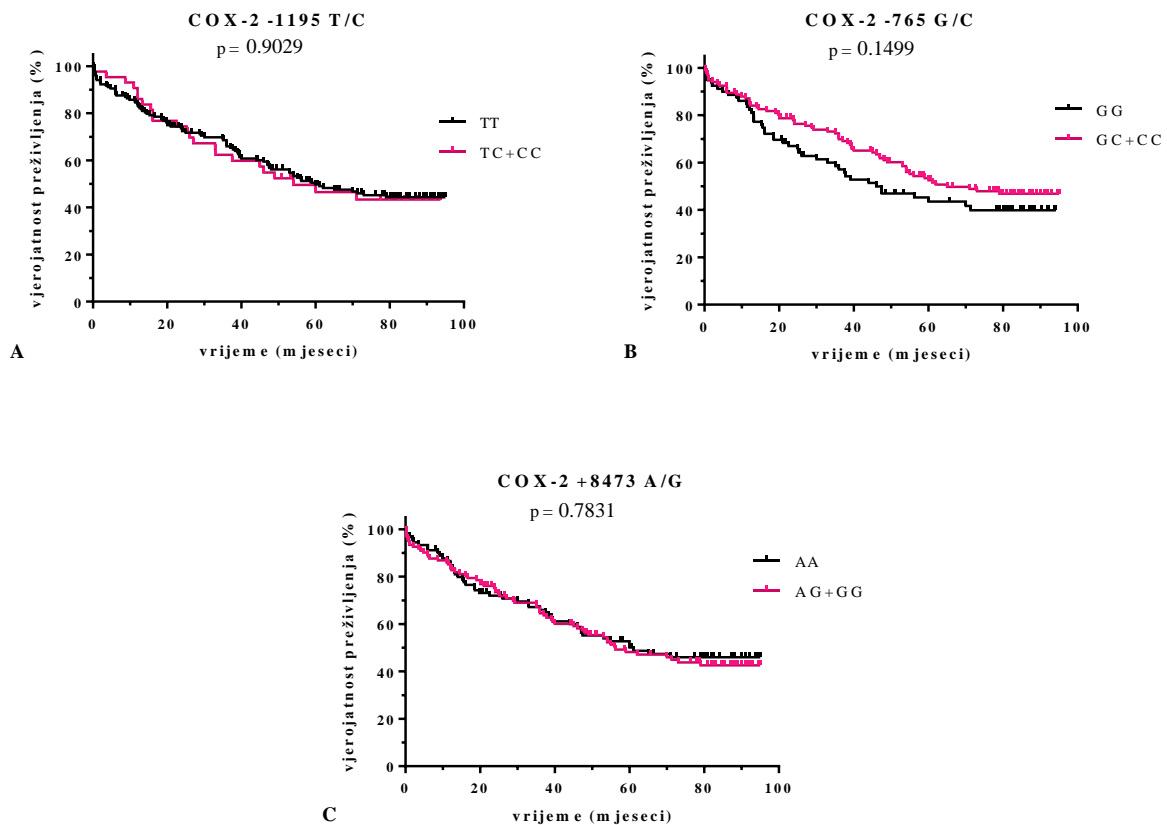 COX-2 -1195 T/C
p = 0.9029
vjerojatnost preživljenja (%)
100
80
60
40
20
0
0 20 40 60 80 100
vrijeme (mjeseci)
TT
TC+CC
A
COX-2 -765 G/C
p = 0.1499
vjerojatnost preživljenja (%)
100
80
60
40
20
0
0 20 40 60 80 100
vrijeme (mjeseci)
GG
GC+CC
B
COX-2 +8473 A/G
p = 0.7831
vjerojatnost preživljenja (%)
100
80
60
40
20
0
0 20 40 60 80 100
vrijeme (mjeseci)
AA
AG+GG
C